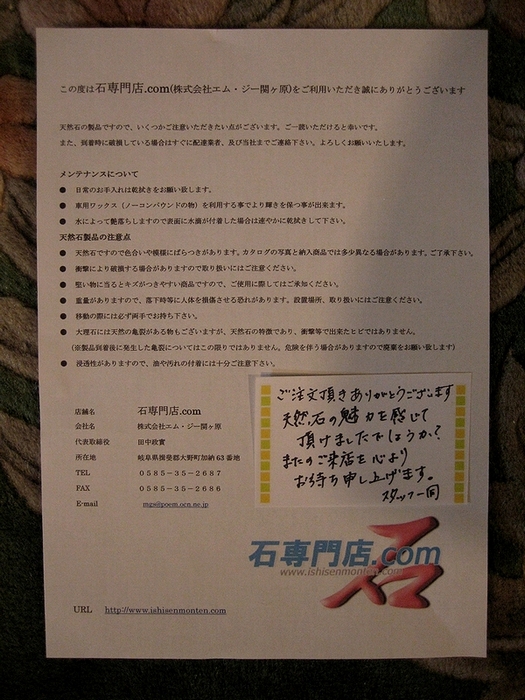 この度は石専門店.com(株式会社エム・ジー関ヶ原)をご利用いただき誠にありがとうございます
天然石の製品ですので、いくつかご注意いただきたい点がございます。ご一読いただけると幸いです。
また、到着時に破損している場合はすぐに配達業者、及び当社までご連絡下さい。よろしくお願いいたします。
メンテナンスについて
● 日常のお手入れは乾拭きをお願い致します。
● 車用ワックス（ノーコンパウンドの物）を利用する事でより輝きを保つ事が出来ます。
● 水によって艶落ちしますので表面に水滴が付着した場合は速やかに乾拭きして下さい。
天然石製品の注意点
● 天然石ですので色合いや模様にばらつきがあります。カタログの写真と納入商品では多少異なる場合があります。ご了承下さい。
● 衝撃により破損する場合がありますので取り扱いにはご注意ください。
● 堅い物に当るとキズがつきやすい商品ですので、ご使用に際してはご承知ください。
● 重量がありますので、落下時等に人体を損傷させる恐れがあります。設置場所、取り扱いにはご注意ください。
● 移動の際には必ず両手でお持ち下さい。
● 大理石には天然の亀裂がある物もございますが、天然石の特徴であり、衝撃等で出来たヒビではありません。
（※製品到着後に発生した亀裂についてはこの限りではありません。危険を伴う場合がありますので廃棄をお願い致します）
● 浸透性がありますので、油や汚れの付着には十分ご注意下さい。
店舗名 石専門店.com
会社名 株式会社エム・ジー関ヶ原
代表取締役 田中政實
所在地 岐阜県揖斐郡大野町加納63番地
TEL 0585-35-2687
FAX 0585-35-2686
E-mail mgs@poem.ocn.ne.jp
ご注文頂きありがとうございます
天然石の魅力を感じて
頂けましたでしょうか?
またのご来店を心より
お待ち申し上げます。
スタッフ一同
石専門店.com
www.ishisenmonten.com
石
URL http://www.ishisenmonten.com